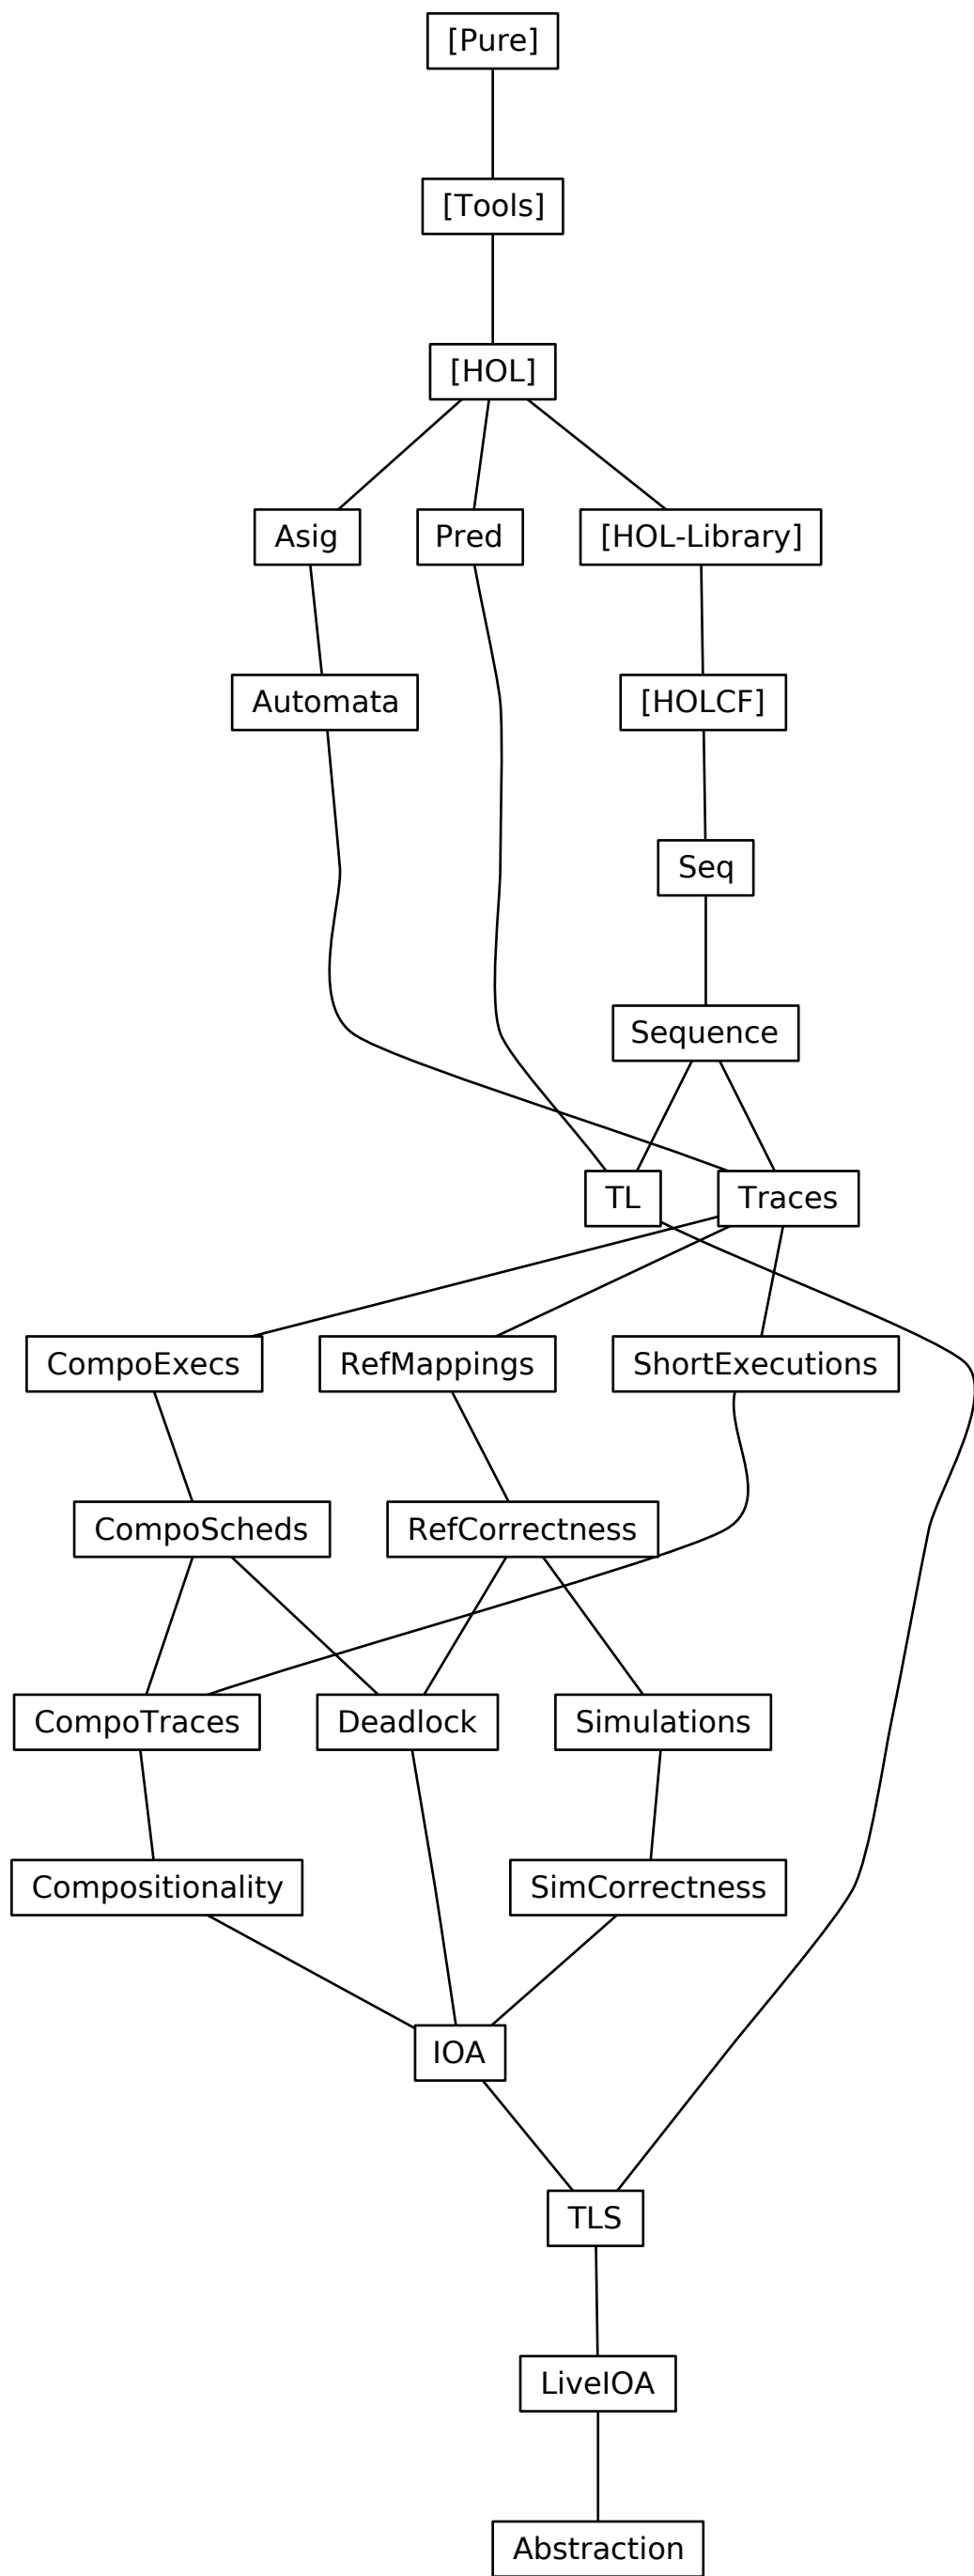 [Pure]
[Tools]
[HOL]
Asig
Pred
[HOL-Library]
Automata
[HOLCF]
Seq
Sequence
TL
Traces
CompoExecs
RefMappings
ShortExecutions
CompoScheds
RefCorrectness
CompoTraces
Deadlock
Simulations
Compositionality
SimCorrectness
IOA
TLS
LiveIOA
Abstraction